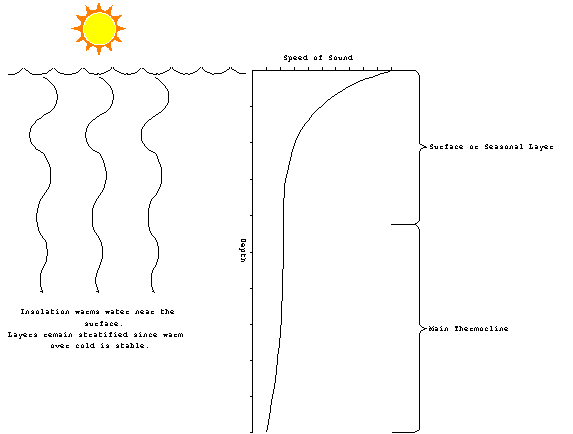 Speed of Sound
Surface or Seasonal Layer
Depth
Insolation warms water near the
surface.
Layers remain stratified since warm
over cold is stable.
Main Thermocline